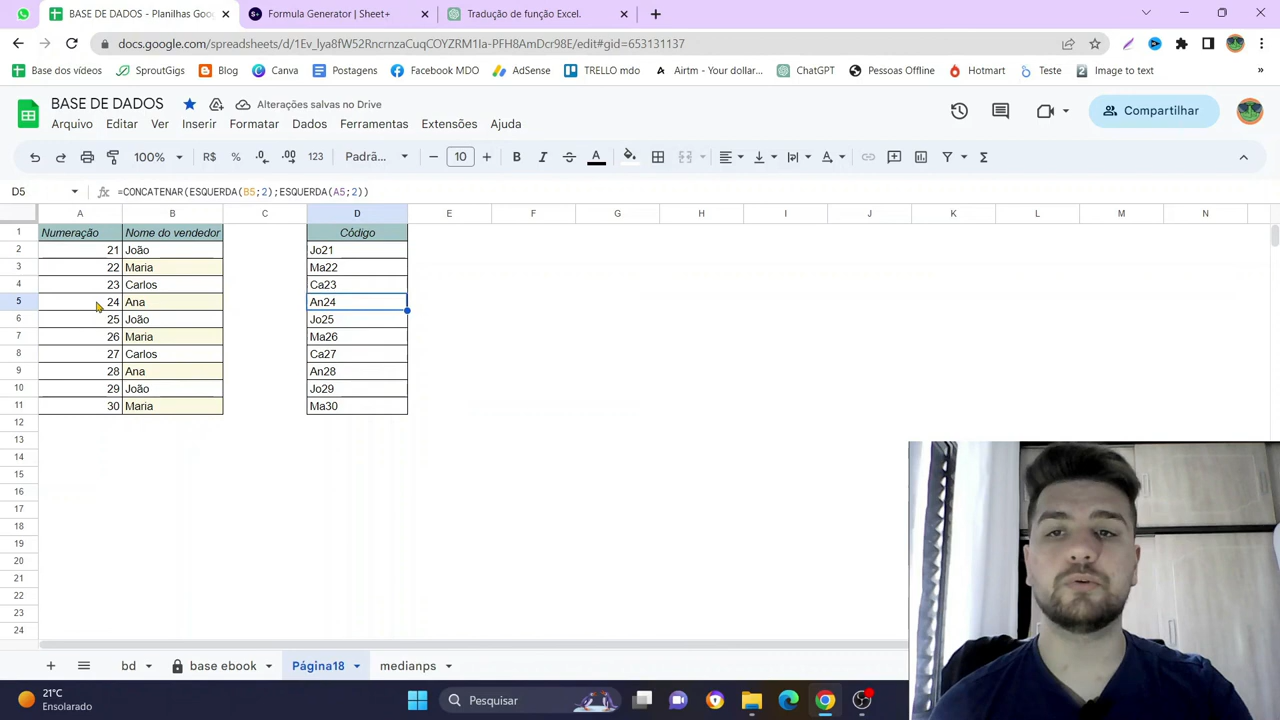 BASE DE DADOS - Planilhas Goo
Formula Generator | Sheet+
Tradução de função Excel.
docs.google.com/spreadsheets/d/1Ev_lya8fW52RncrnzaCuqCOYZRM1la-PFH8Am_cr98E/edit#gid=653131137
Base dos vídeos
SproutGigs
Blog
Canva
Postagens
Facebook MDO
AdSense
TRELLO mdo
Airtm - Your dollar...
ChatGPT
Pessoas Offline
Hotmart
Teste
Image to text
BASE DE DADOS
Alterações salvas no Drive
Compartilhar
Arquivo Editar Ver Inserir Formatar Dados Ferramentas Extensões Ajuda
100% R$ % .0 .00 123 Padrã... 10 B I A A
D5 fx =CONCATENAR(ESQUERDA(B5;2);ESQUERDA(A5;2))
A B C D E F G H I J K L M N
1 Numeração Nome do vendedor Código
2 21 João Jo21
3 22 Maria Ma22
4 23 Carlos Ca23
5 24 Ana An24
6 25 João Jo25
7 26 Maria Ma26
8 27 Carlos Ca27
9 28 Ana An28
10 29 João Jo29
11 30 Maria Ma30
12
13
14
15
16
17
18
19
20
21
22
23
24
bd base ebook Página18 medianps
21°C
Ensolarado
Pesquisar